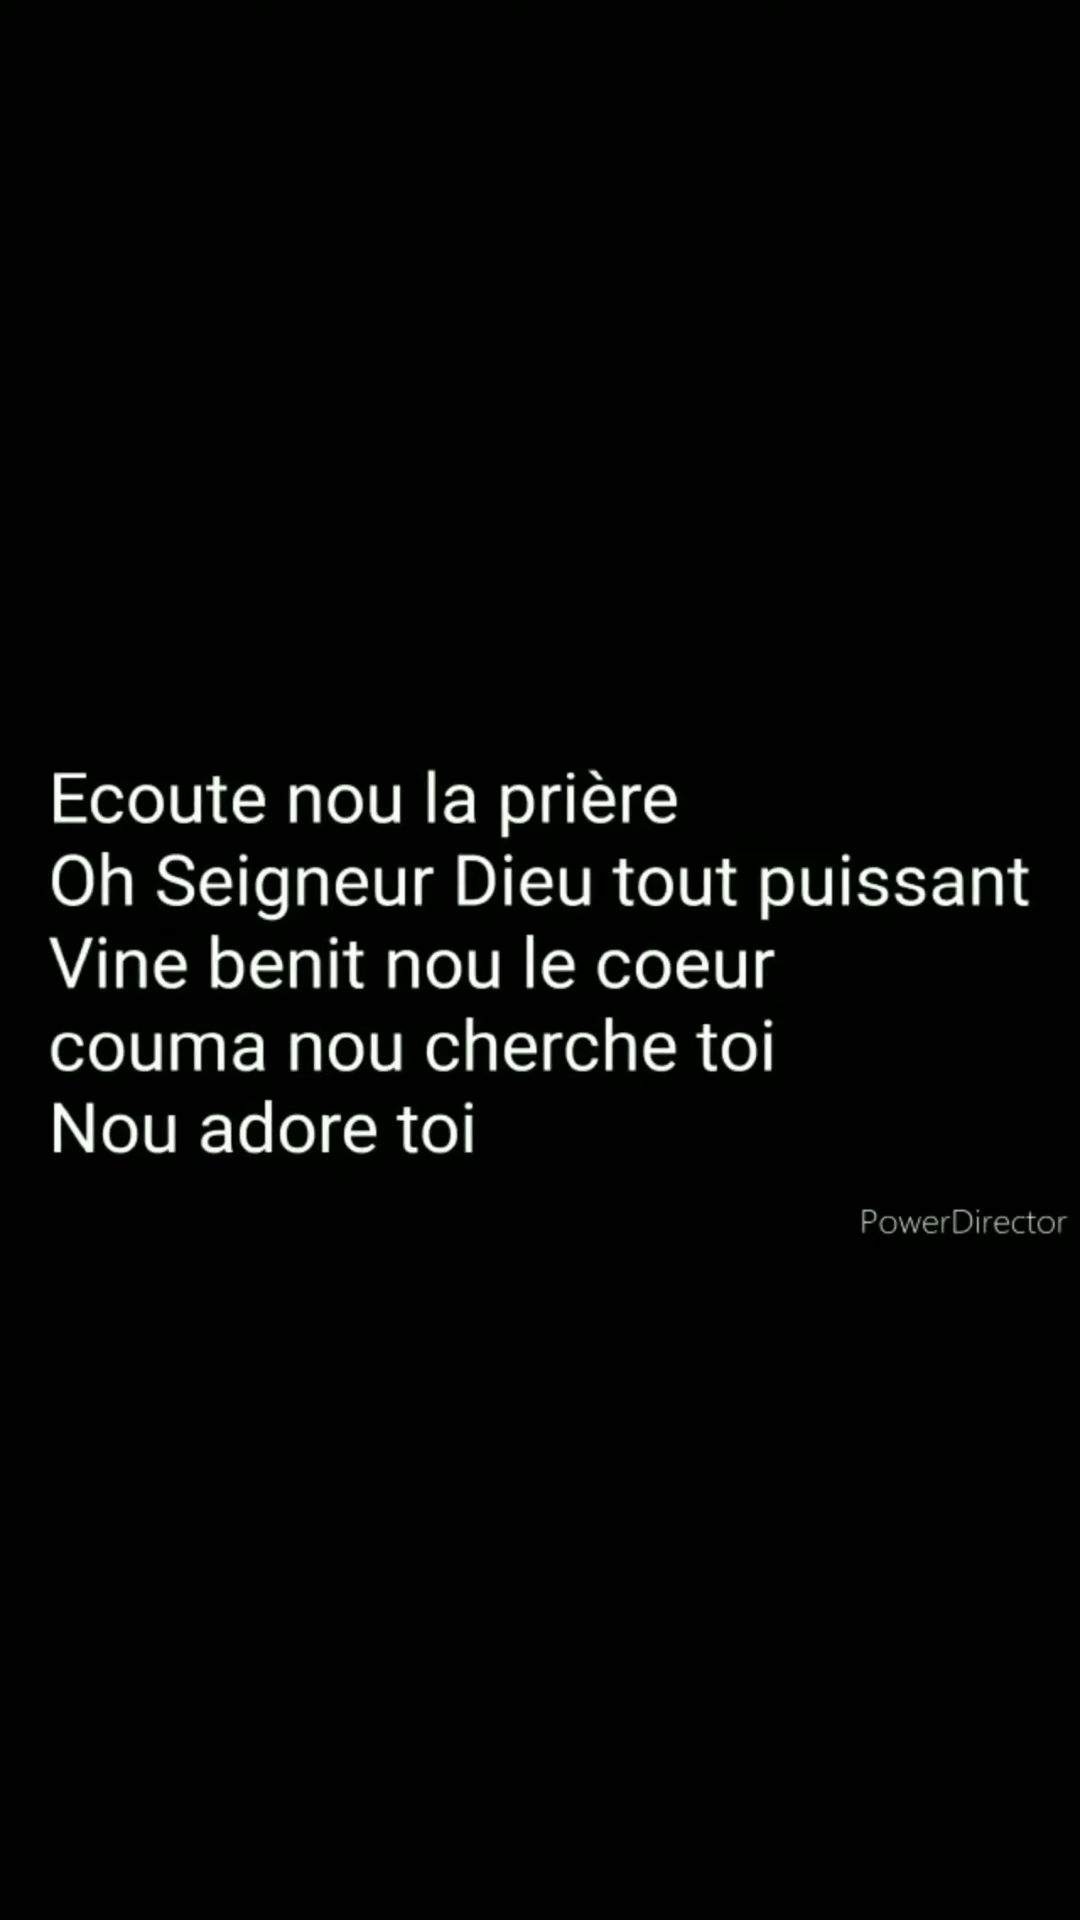 Ecoute nou la prière
Oh Seigneur Dieu tout puissant
Vine benit nou le coeur
couma nou cherche toi
Nou adore toi
PowerDirector